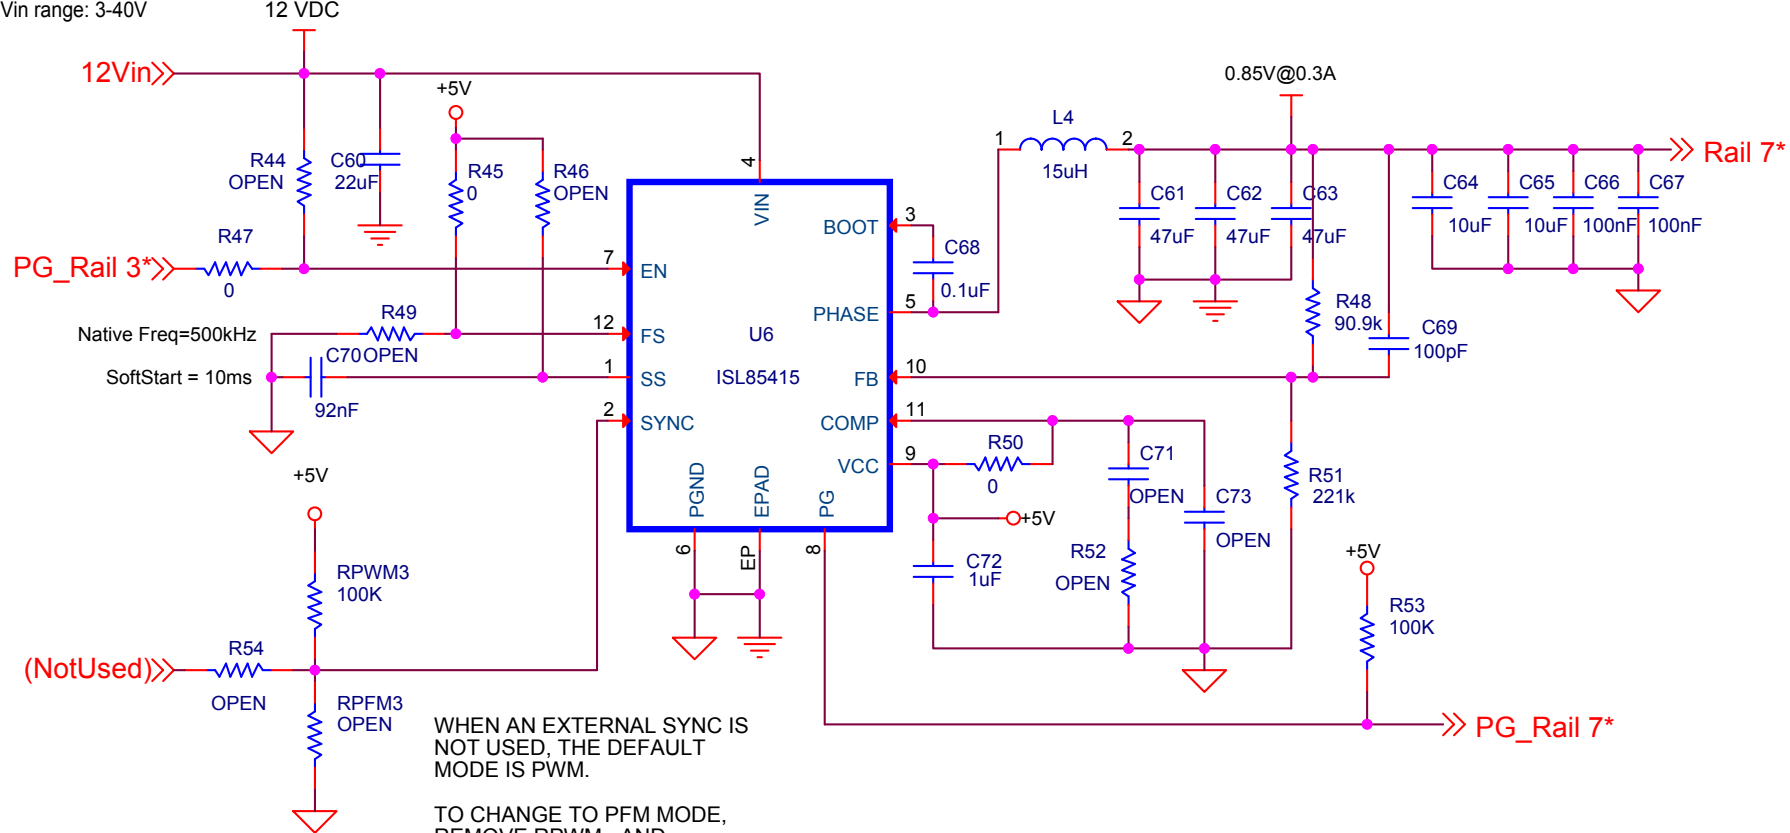 Vin range: 3-40V
12 VDC
12Vin
+5V
0.85V@0.3A
L4
1
2
15uH
Rail 7*
R44
OPEN
C60
22uF
R45
0
R46
OPEN
4
VIN
C61
47uF
C62
47uF
C63
47uF
C64
10uF
C65
10uF
C66
100nF
C67
100nF
R47
0
PG_Rail 3*
7
EN
BOOT
3
C68
0.1uF
PHASE
5
R48
90.9k
C69
100pF
Native Freq=500kHz
R49
OPEN
12
FS
U6
ISL85415
SoftStart = 10ms
C70
92nF
1
SS
FB
10
2
SYNC
COMP
11
VCC
9
R50
0
C71
OPEN
C73
OPEN
R51
221k
PGND
EPAD
PG
6
EP
8
+5V
C72
1uF
R52
OPEN
+5V
R53
100K
+5V
RPWM3
100K
(NotUsed)
R54
OPEN
RPFM3
OPEN
PG_Rail 7*
WHEN AN EXTERNAL SYNC IS
NOT USED, THE DEFAULT
MODE IS PWM.
TO CHANGE TO PFM MODE,
REMOVE RPWM_ AND